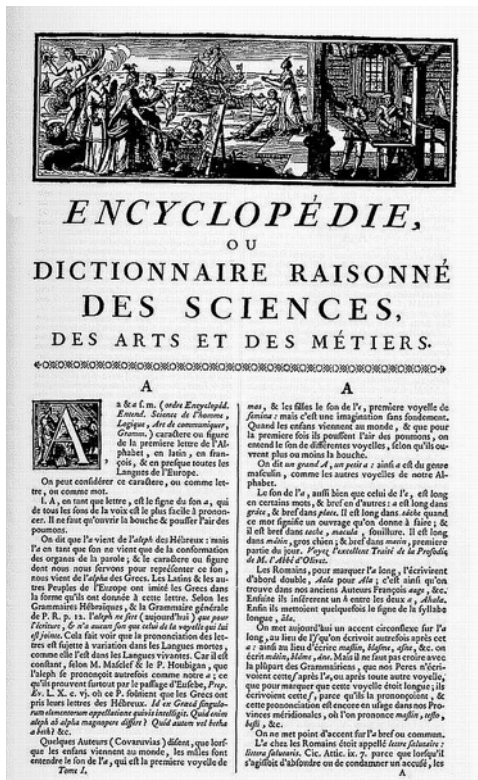 ENCYCLOPÉDIE,
OU
DICTIONNAIRE RAISONNÉ
DES SCIENCES,
DES ARTS ET DES MÉTIERS.
A
A
a & a s. m. (ordre Encyclopéd.
Entend. Science de l'homme,
Logique, Art de communiquer,
Gramm.) caractere ou figure
de la premiere lettre de l'Al-
phabet, en latin, en fran-
çois, & en presque toutes les
Langues de l'Europe.
On peut considérer ce caractere, ou comme let-
tre, ou comme mot.
I. A, en tant que lettre, est le signe du son a, qui
de tous les sons de la voix est le plus facile à pronon-
cer. Il ne faut qu'ouvrir la bouche & pousser l'air des
poumons.
On dit que l'a vient de l'aleph des Hébreux : mais
l'a en tant que son ne vient que de la conformation
des organes de la parole ; & le caractere ou figure
dont nous nous servons pour représenter ce son,
nous vient de l'alpha des Grecs. Les Latins & les au-
tres Peuples de l'Europe ont imité les Grecs dans
la forme qu'ils ont donnée à cette lettre. Selon les
Grammaires Hébraïques, & la Grammaire générale
de P. R. p. 12. l'aleph ne sert (aujourd'hui) que pour
l'écriture, & n'a aucun son que celui de la voyelle qui lui
est jointe. Cela fait voir que la prononciation des let-
tres est sujette à variation dans les Langues mortes,
comme elle l'est dans les Langues vivantes. Car il est
constant, selon M. Masclef & le P. Houbigan, que
l'aleph se prononçoit autrefois comme notre a ; ce
qu'ils prouvent surtout par le passage d'Eusebe, Prep.
Ev. L. X. c. vj. où ce P. soûtient que les Grecs ont
pris leurs lettres des Hébreux. Id ex Græcâ singulo-
rum elementorum appellatione quivis intelligit. Quid enim
aleph ab alpha magnopere differt ? Quid autem vel betha
a beth ? &c.
Quelques Auteurs (Covaruvias) disent, que lors-
que les enfans viennent au monde, les mâles font
entendre le son de l'a, qui est la premiere voyelle de
Tome I.
mas, & les filles le son de l'e, premiere voyelle de
femina : mais c'est une imagination sans fondement.
Quand les enfans viennent au monde, & que pour
la premiere fois ils poussent l'air des poumons, on
entend le son de différentes voyelles, selon qu'ils ou-
vrent plus ou moins la bouche.
On dit un grand A, un petit a : ainsi a est du genre
masculin, comme les autres voyelles de notre Al-
phabet.
Le son de l'a, aussi bien que celui de l'e, est long
en certains mots, & bref en d'autres : a est long dans
grâce, & bref dans place. Il est long dans tâche quand
ce mot signifie un ouvrage qu'on donne à faire ; &
il est bref dans tache, macula, souillure. Il est long
dans mâtin, gros chien ; & bref dans matin, premiere
partie du jour. Voyez l'excellent Traité de la Prosodie
de M. l'Abbé d'Olivet.
Les Romains, pour marquer l'a long, l'écrivirent
d'abord double, Aala pour Ala ; c'est ainsi qu'on
trouve dans nos anciens Auteurs François aage, &c.
Ensuite ils insérerent un h entre les deux a, Ahala.
Enfin ils mettoient quelquefois le signe de la syllabe
longue, āla.
On met aujourd'hui un accent circonflexe sur l'a
long, au lieu de l's qu'on écrivoit autrefois après cet
a : ainsi au lieu d'écrire mastin, blasme, asne, &c. on
écrit mâtin, blâme, âne. Mais il ne faut pas croire avec
la plûpart des Grammairiens, que nos Peres n'écri-
voient cette s après l'a, ou après toute autre voyelle,
que pour marquer que cette voyelle étoit longue ; ils
écrivoient cette s, parce qu'ils la prononçoient, &
cette prononciation est encore en usage dans nos Pro-
vinces méridionales, où l'on prononce mastin, testo,
besti, &c.
On ne met point d'accent sur l'a bref ou commun.
L'a chez les Romains étoit appellé lettre salutaire :
littera salutaris. Cic. Attic. ix. 7. parce que lorsqu'il
s'agissoit d'absoudre ou de condamner un accusé, les
A